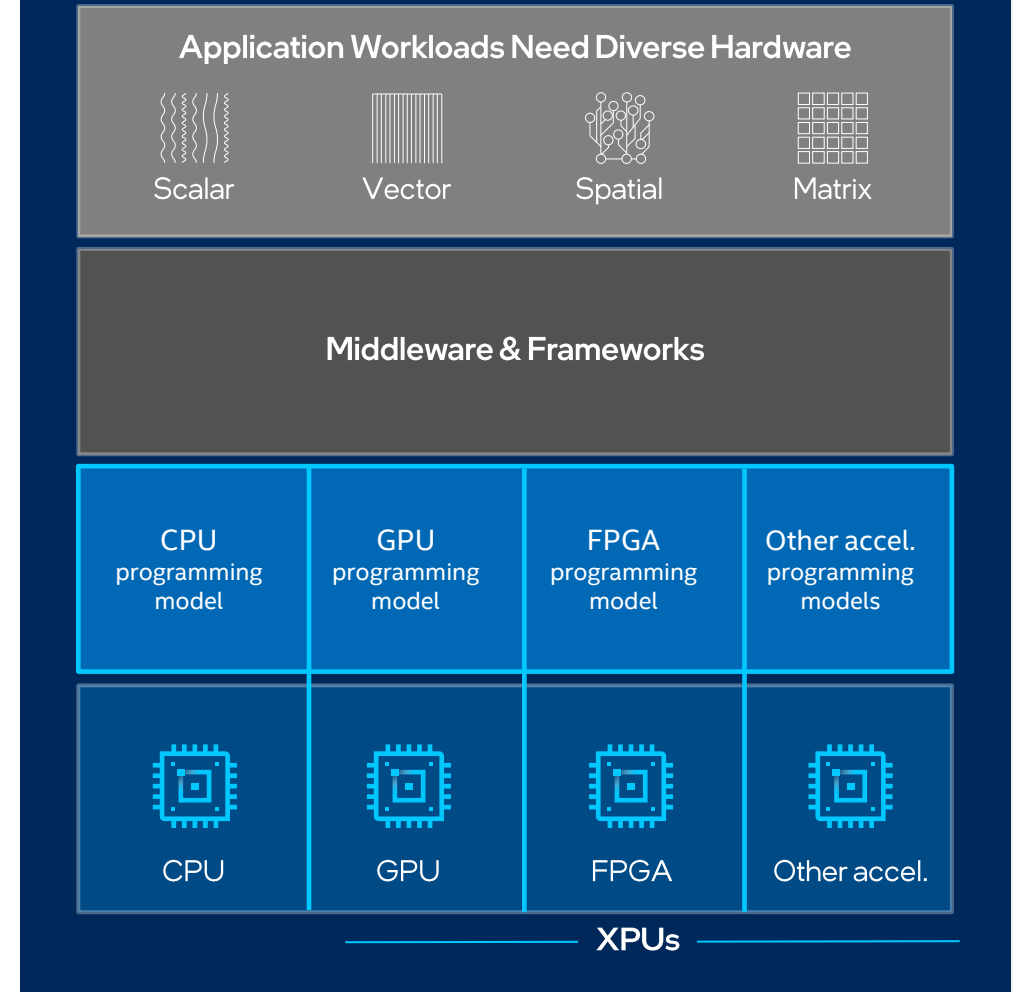 Application Workloads Need Diverse Hardware
Scalar
Vector
Spatial
Matrix
Middleware & Frameworks
CPU
programming
model
GPU
programming
model
FPGA
programming
model
Other accel.
programming
models
CPU
GPU
FPGA
Other accel.
XPUs